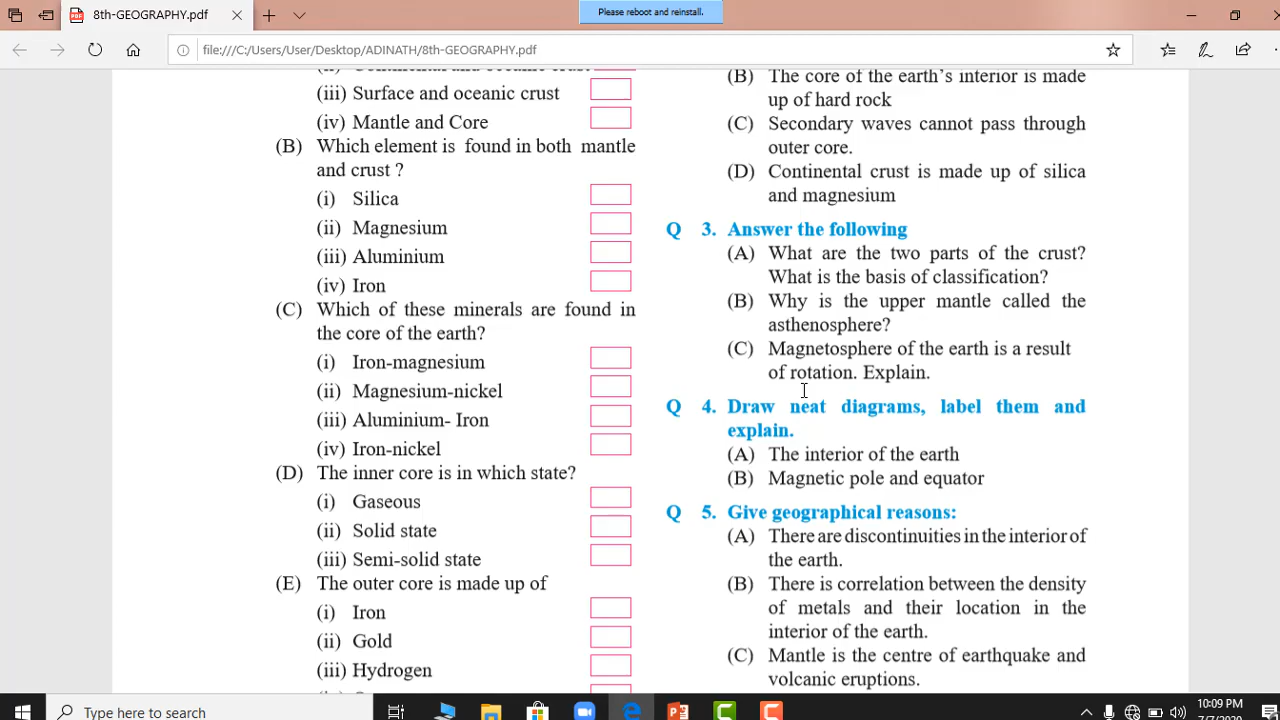 8th-GEOGRAPHY.pdf
Please reboot and reinstall.
file:///C:/Users/User/Desktop/ADINATH/8th-GEOGRAPHY.pdf
(iii) Surface and oceanic crust
(iv) Mantle and Core
(B) Which element is found in both mantle
and crust ?
(i) Silica
(ii) Magnesium
(iii) Aluminium
(iv) Iron
(C) Which of these minerals are found in
the core of the earth?
(i) Iron-magnesium
(ii) Magnesium-nickel
(iii) Aluminium- Iron
(iv) Iron-nickel
(D) The inner core is in which state?
(i) Gaseous
(ii) Solid state
(iii) Semi-solid state
(E) The outer core is made up of
(i) Iron
(ii) Gold
(iii) Hydrogen
(B) The core of the earth's interior is made
up of hard rock
(C) Secondary waves cannot pass through
outer core.
(D) Continental crust is made up of silica
and magnesium
Q 3. Answer the following
(A) What are the two parts of the crust?
What is the basis of classification?
(B) Why is the upper mantle called the
asthenosphere?
(C) Magnetosphere of the earth is a result
of rotation. Explain.
Q 4. Draw neat diagrams, label them and
explain.
(A) The interior of the earth
(B) Magnetic pole and equator
Q 5. Give geographical reasons:
(A) There are discontinuities in the interior of
the earth.
(B) There is correlation between the density
of metals and their location in the
interior of the earth.
(C) Mantle is the centre of earthquake and
volcanic eruptions.
Type here to search
10:09 PM